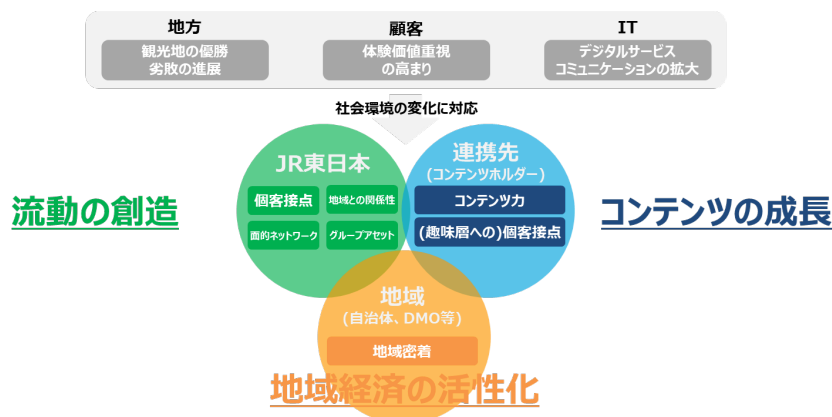 地方
顧客
IT
観光地の優勝
劣敗の進展
体験価値重視
の高まり
デジタルサービス
コミュニケーションの拡大
社会環境の変化に対応
JR東日本
個客接点
地域との関係性
面的ネットワーク
グループアセット
連携先
(コンテンツホルダー)
コンテンツ力
(趣味層への)個客接点
流動の創造
コンテンツの成長
地域
(自治体、DMO等)
地域密着
地域経済の活性化